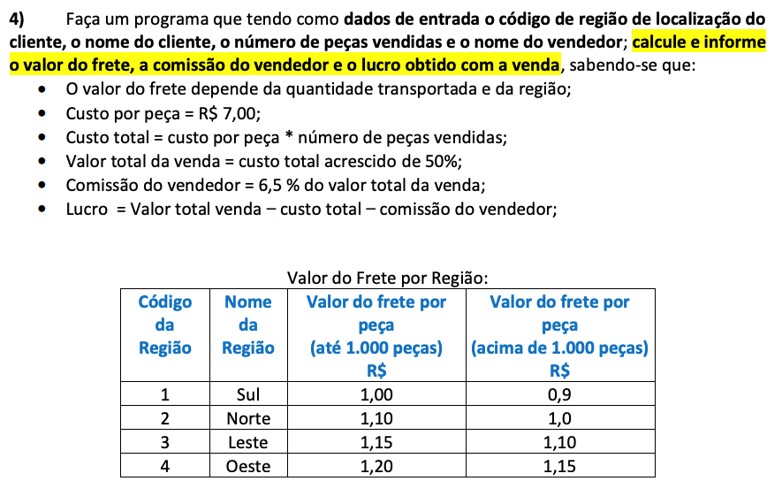 4) Faça um programa que tendo como dados de entrada o código de região de localização do
cliente, o nome do cliente, o número de peças vendidas e o nome do vendedor; calcule e informe
o valor do frete, a comissão do vendedor e o lucro obtido com a venda, sabendo-se que:
• O valor do frete depende da quantidade transportada e da região;
• Custo por peça = R$ 7,00;
• Custo total = custo por peça * número de peças vendidas;
• Valor total da venda = custo total acrescido de 50%;
• Comissão do vendedor = 6,5 % do valor total da venda;
• Lucro = Valor total venda – custo total – comissão do vendedor;
Valor do Frete por Região:
Código da Região | Nome da Região | Valor do frete por peça (até 1.000 peças) R$ | Valor do frete por peça (acima de 1.000 peças) R$
1 | Sul | 1,00 | 0,9
2 | Norte | 1,10 | 1,0
3 | Leste | 1,15 | 1,10
4 | Oeste | 1,20 | 1,15